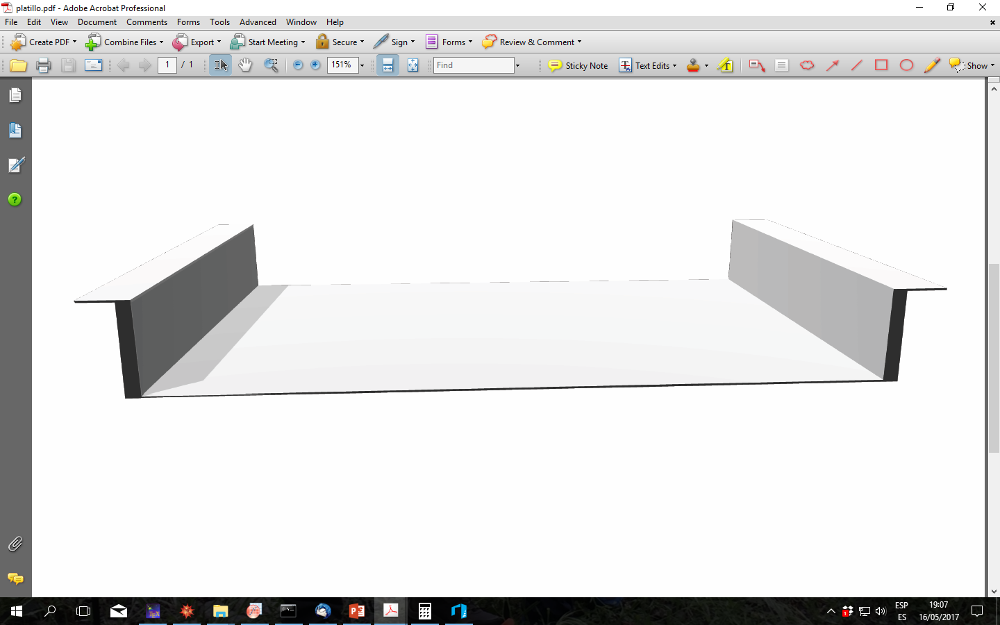 platillo.pdf - Adobe Acrobat Professional
File Edit View Document Comments Forms Tools Advanced Window Help
Create PDF Combine Files Export Start Meeting Secure Sign Forms Review & Comment
1 / 1 151% Find Sticky Note Text Edits Show
ESP 19:07
ES 16/05/2017